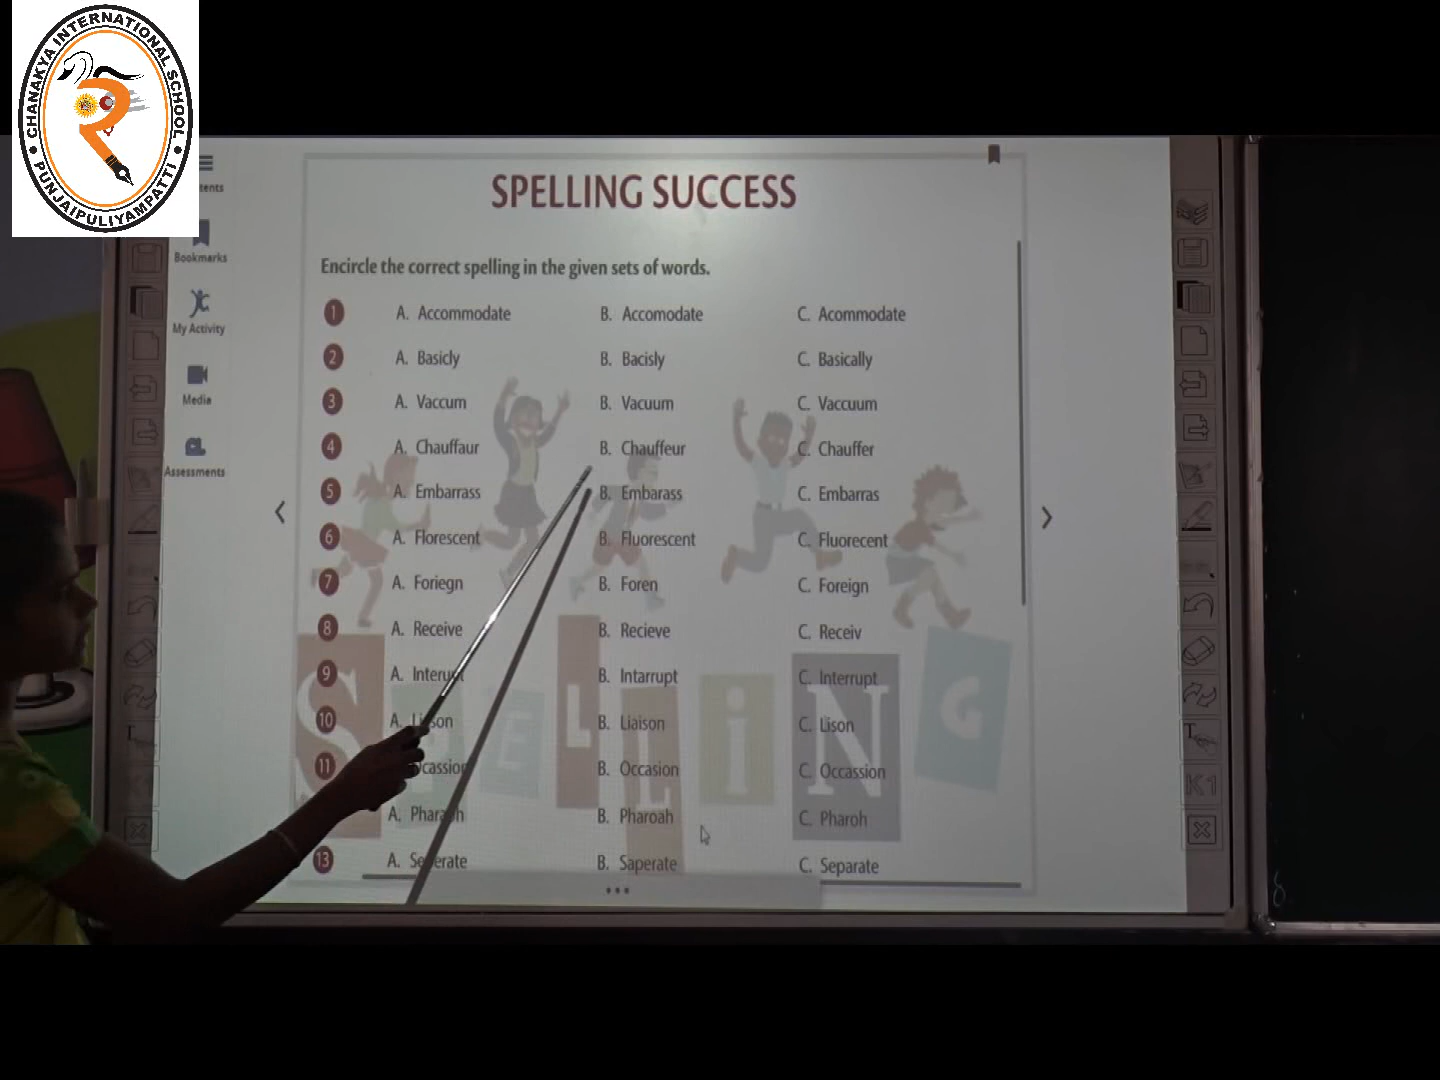 CHANAKYA INTERNATIONAL SCHOOL
PUNJAIPULIYAMPATTI
SPELLING SUCCESS
Bookmarks
My Activity
Media
Assessments
Encircle the correct spelling in the given sets of words.
1 A. Accommodate B. Accomodate C. Acommodate
2 A. Basicly B. Bacisly C. Basically
3 A. Vaccum B. Vacuum C. Vaccuum
4 A. Chauffaur B. Chauffeur C. Chauffer
5 A. Embarrass B. Embarass C. Embarras
6 A. Florescent B. Fluorescent C. Fluorecent
7 A. Foriegn B. Foren C. Foreign
8 A. Receive B. Recieve C. Receiv
9 A. B. Intarrupt C. Interrupt
10 A. B. Liaison C. Lison
11 B. Occasion C. Occassion
A. B. Pharoah C. Pharoh
13 A. B. Saperate C. Separate
SPELLiNG
K1